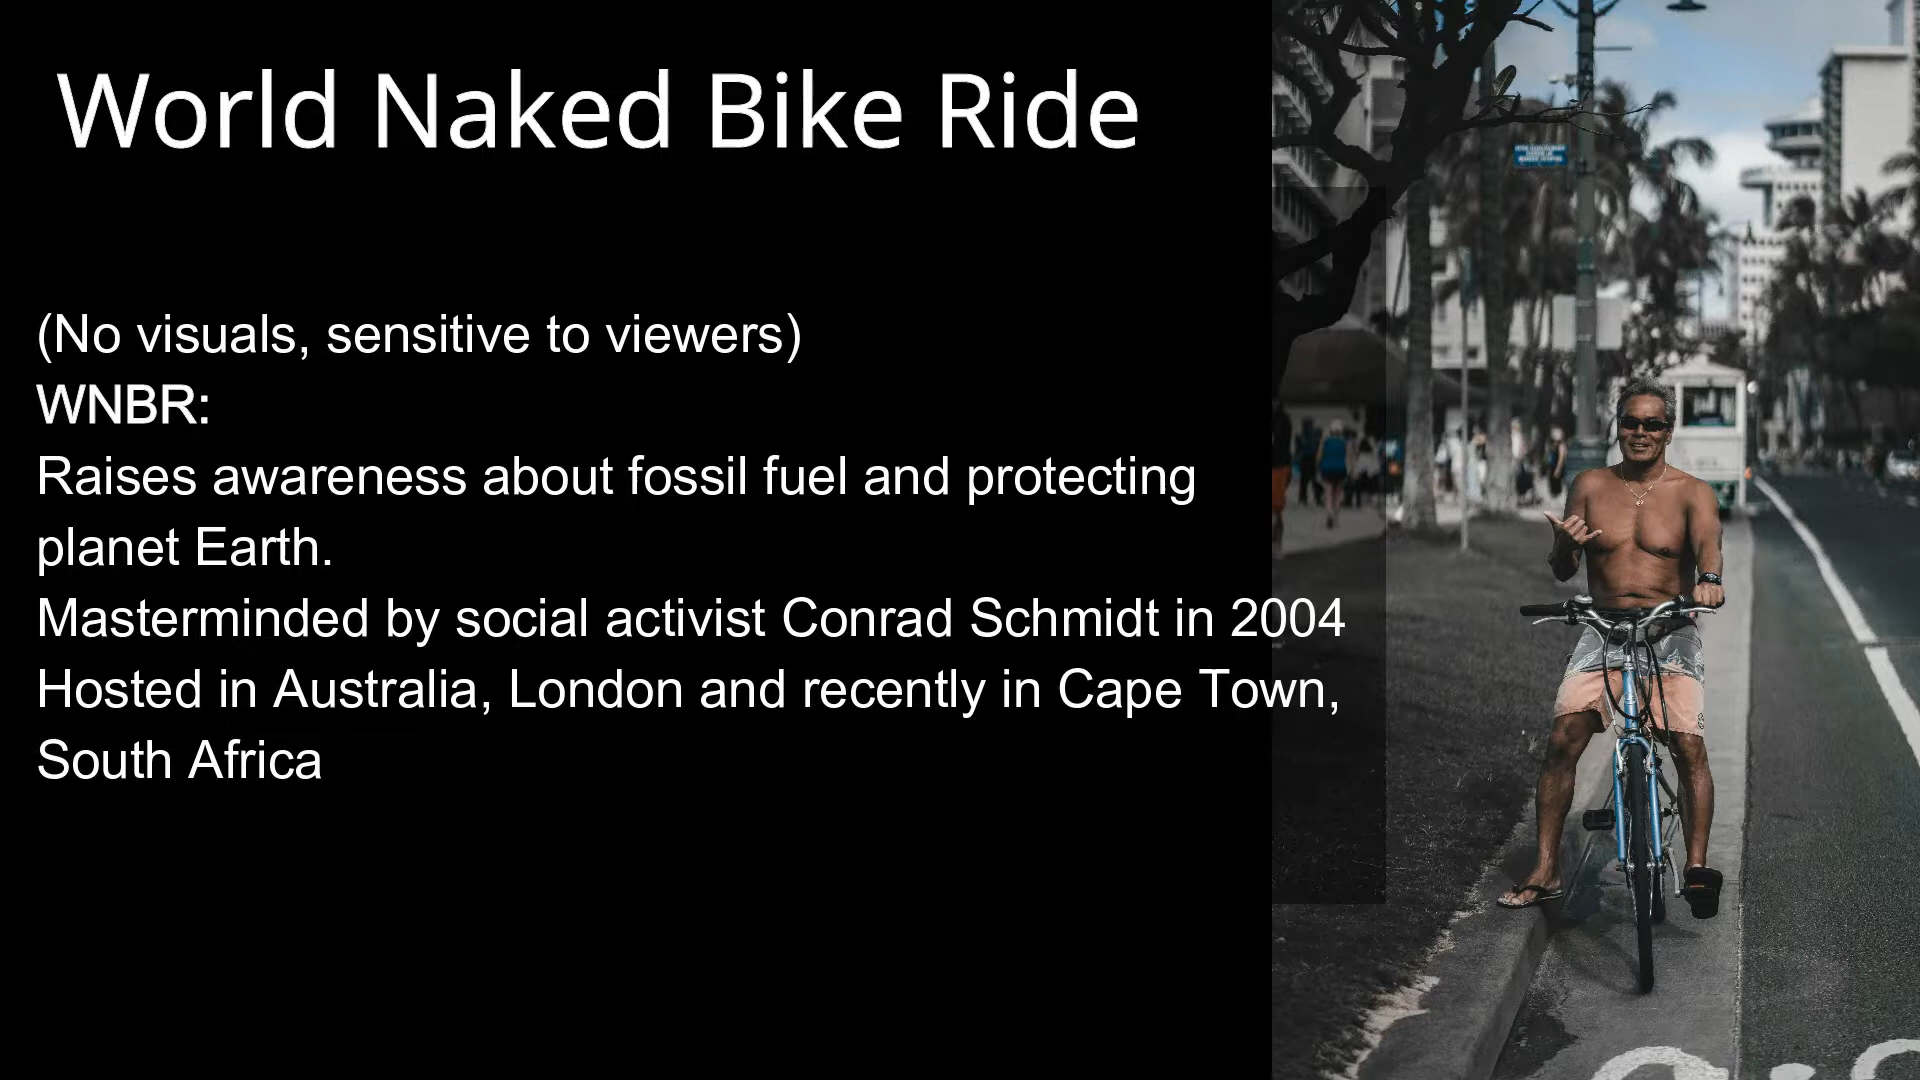 World Naked Bike Ride
(No visuals, sensitive to viewers)
WNBR:
Raises awareness about fossil fuel and protecting
planet Earth.
Masterminded by social activist Conrad Schmidt in 2004
Hosted in Australia, London and recently in Cape Town,
South Africa